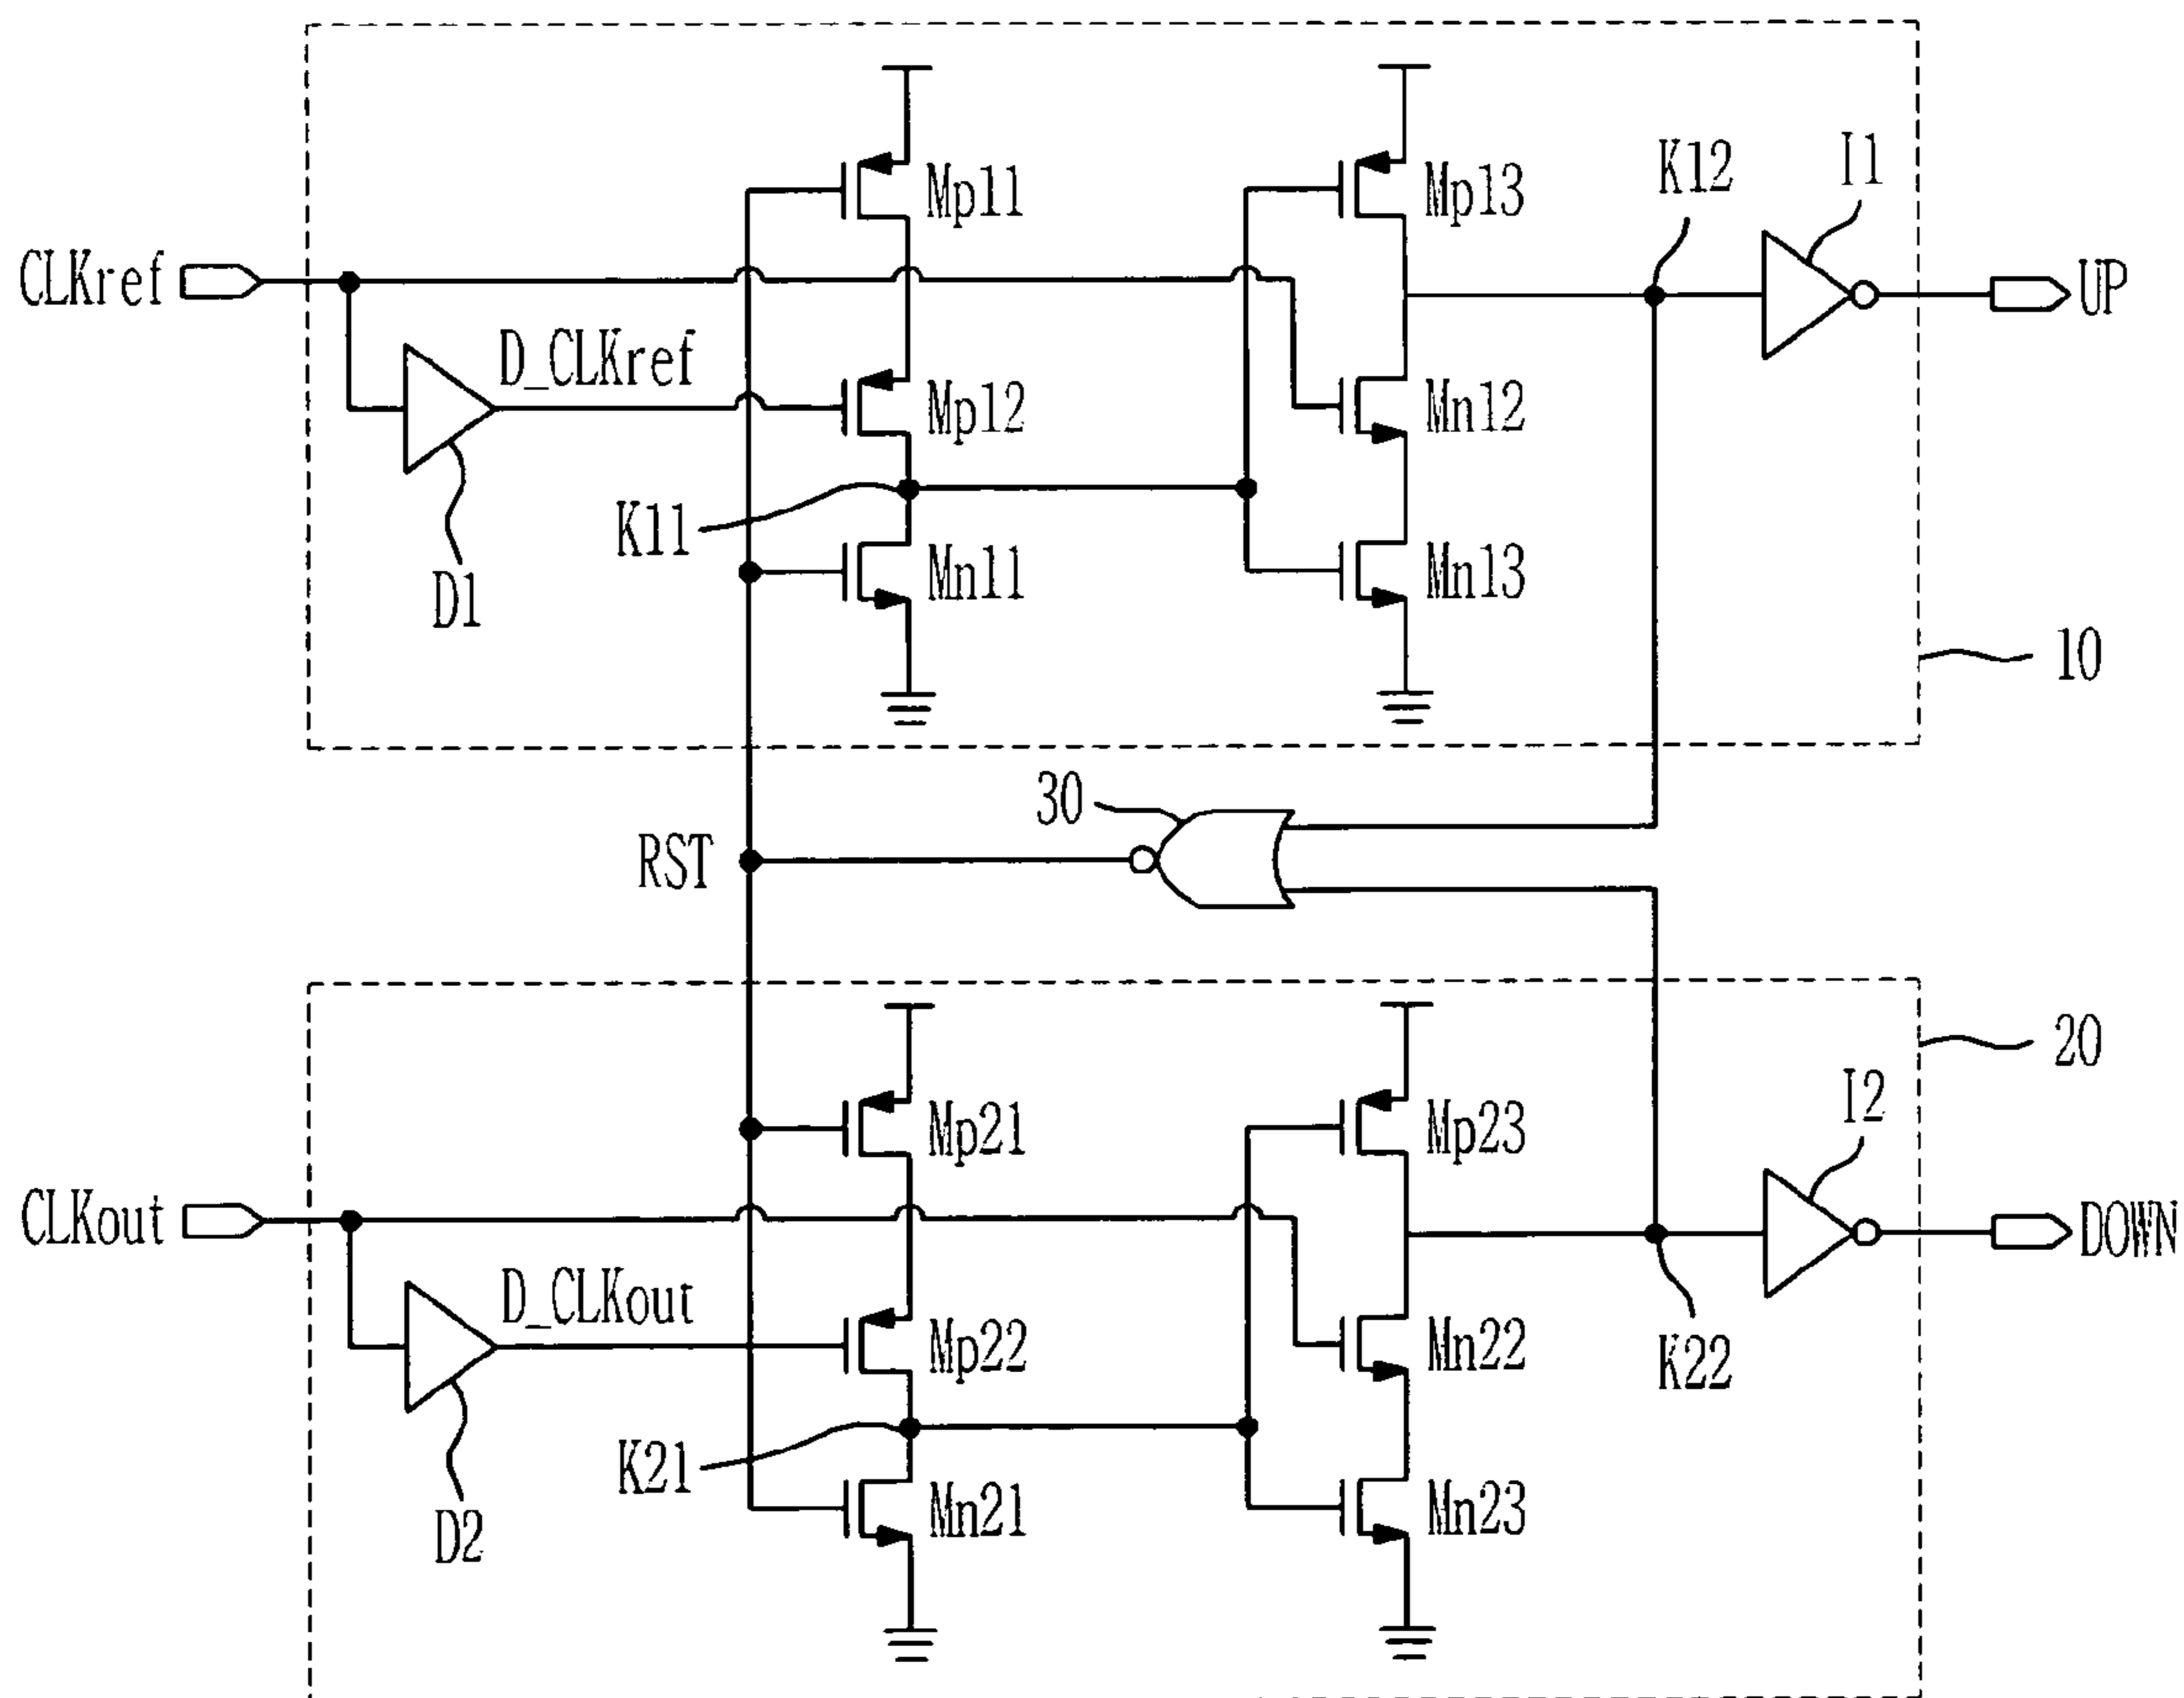 Mp11
Mp13
K12
I1
CLKref
UP
D_CLKref
Mp12
Mn12
K11
D1
Mn11
Mn13
10
30
RST
20
Mp21
Mp23
I2
CLKout
DOWN
D_CLKout
Mp22
Mn22
K22
K21
D2
Mn21
Mn23